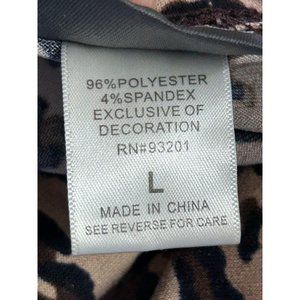 96%POLYESTER
4%SPANDEX
EXCLUSIVE OF
DECORATION
RN#93201
L
MADE IN CHINA
SEE REVERSE FOR CARE